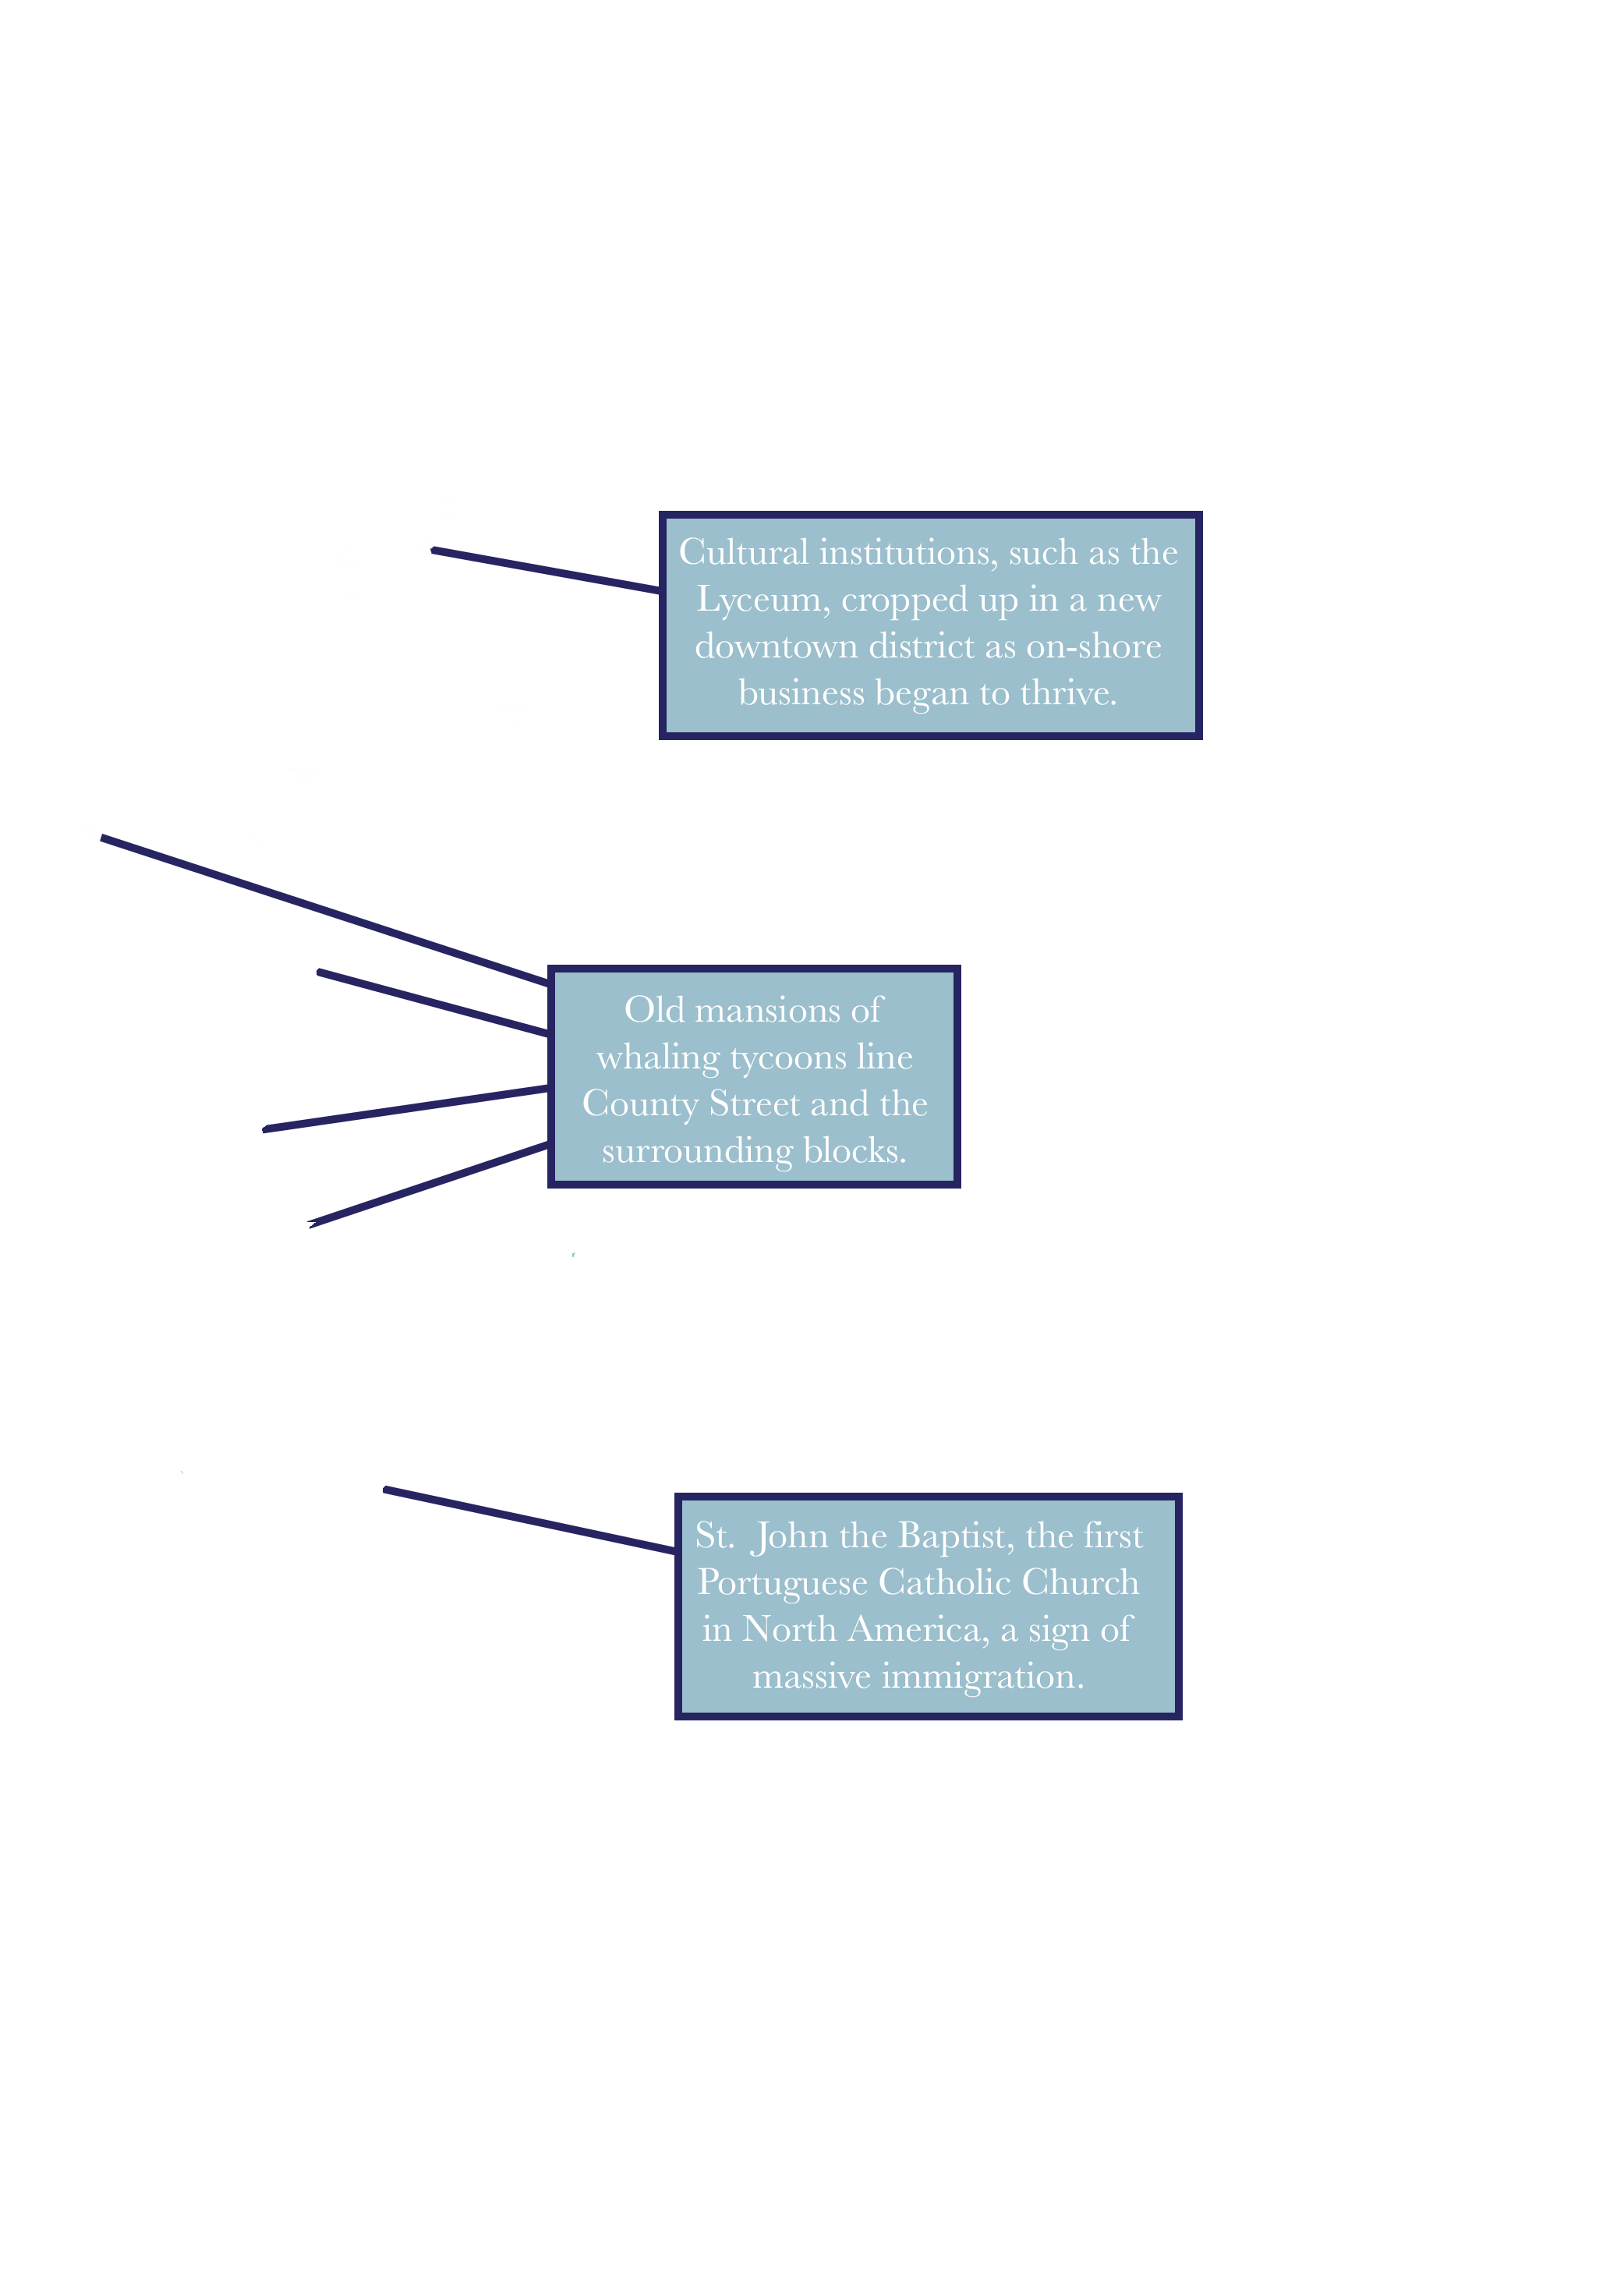 Cultural institutions, such as the
Lyceum, cropped up in a new
downtown district as on-shore
business began to thrive.
Old mansions of
whaling tycoons line
County Street and the
surrounding blocks.
St. John the Baptist, the first
Portuguese Catholic Church
in North America, a sign of
massive immigration.